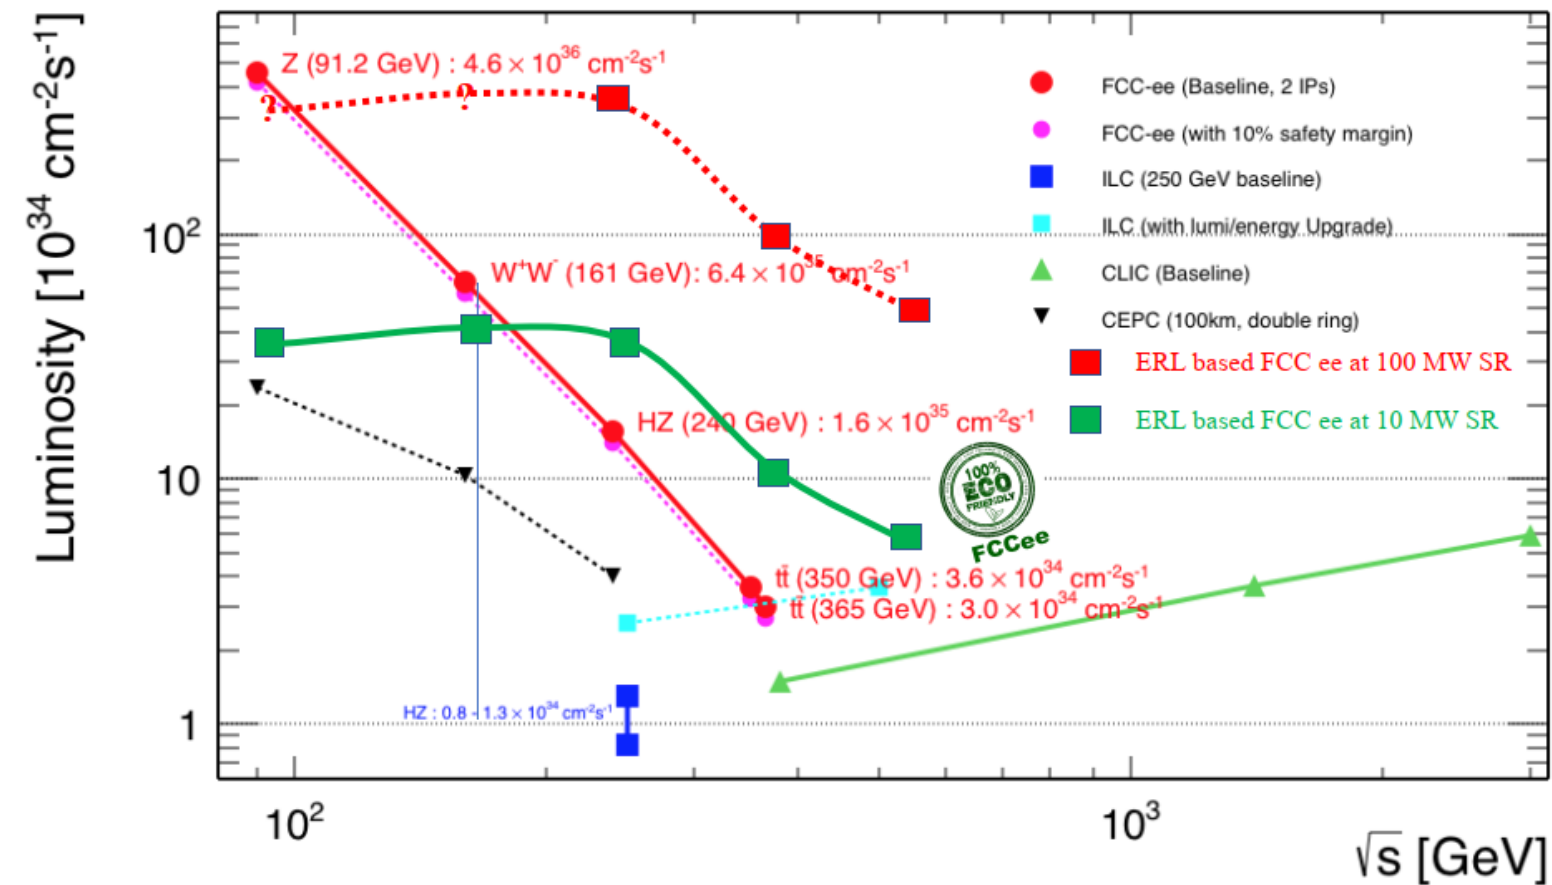 Luminosity [10³⁴ cm⁻²s⁻¹]
Z (91.2 GeV) : 4.6 × 10³⁶ cm⁻²s⁻¹
?
?
FCC-ee (Baseline, 2 IPs)
FCC-ee (with 10% safety margin)
ILC (250 GeV baseline)
ILC (with lumi/energy Upgrade)
CLIC (Baseline)
CEPC (100km, double ring)
ERL based FCC ee at 100 MW SR
ERL based FCC ee at 10 MW SR
10²
W⁺W⁻ (161 GeV): 6.4 × 10³⁵ cm⁻²s⁻¹
HZ (240 GeV) : 1.6 × 10³⁵ cm⁻²s⁻¹
10
100%
ECO
FRIENDLY
FCCee
tt̄ (350 GeV) : 3.6 × 10³⁴ cm⁻²s⁻¹
tt̄ (365 GeV) : 3.0 × 10³⁴ cm⁻²s⁻¹
HZ : 0.8 - 1.3 × 10³⁴ cm⁻²s⁻¹
1
10²
10³
√s [GeV]